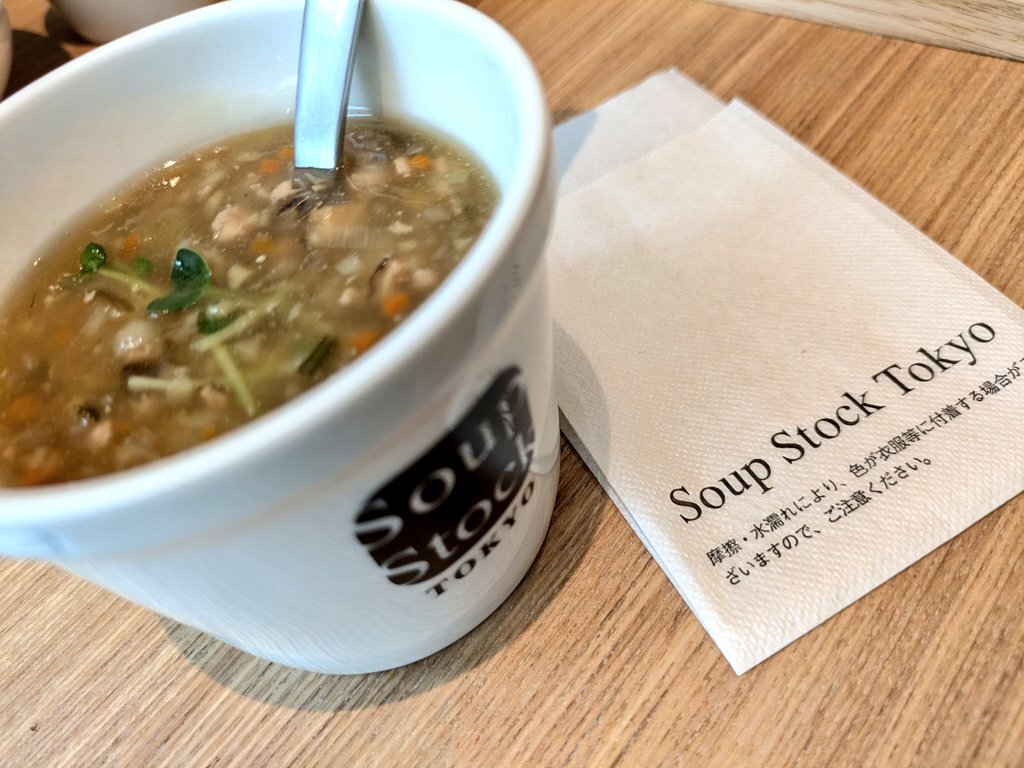 Soup
Stock
TOKYO
Soup Stock Tokyo
摩擦・水濡れにより、色が衣服等に付着する場合が
ざいますので、ご注意ください。